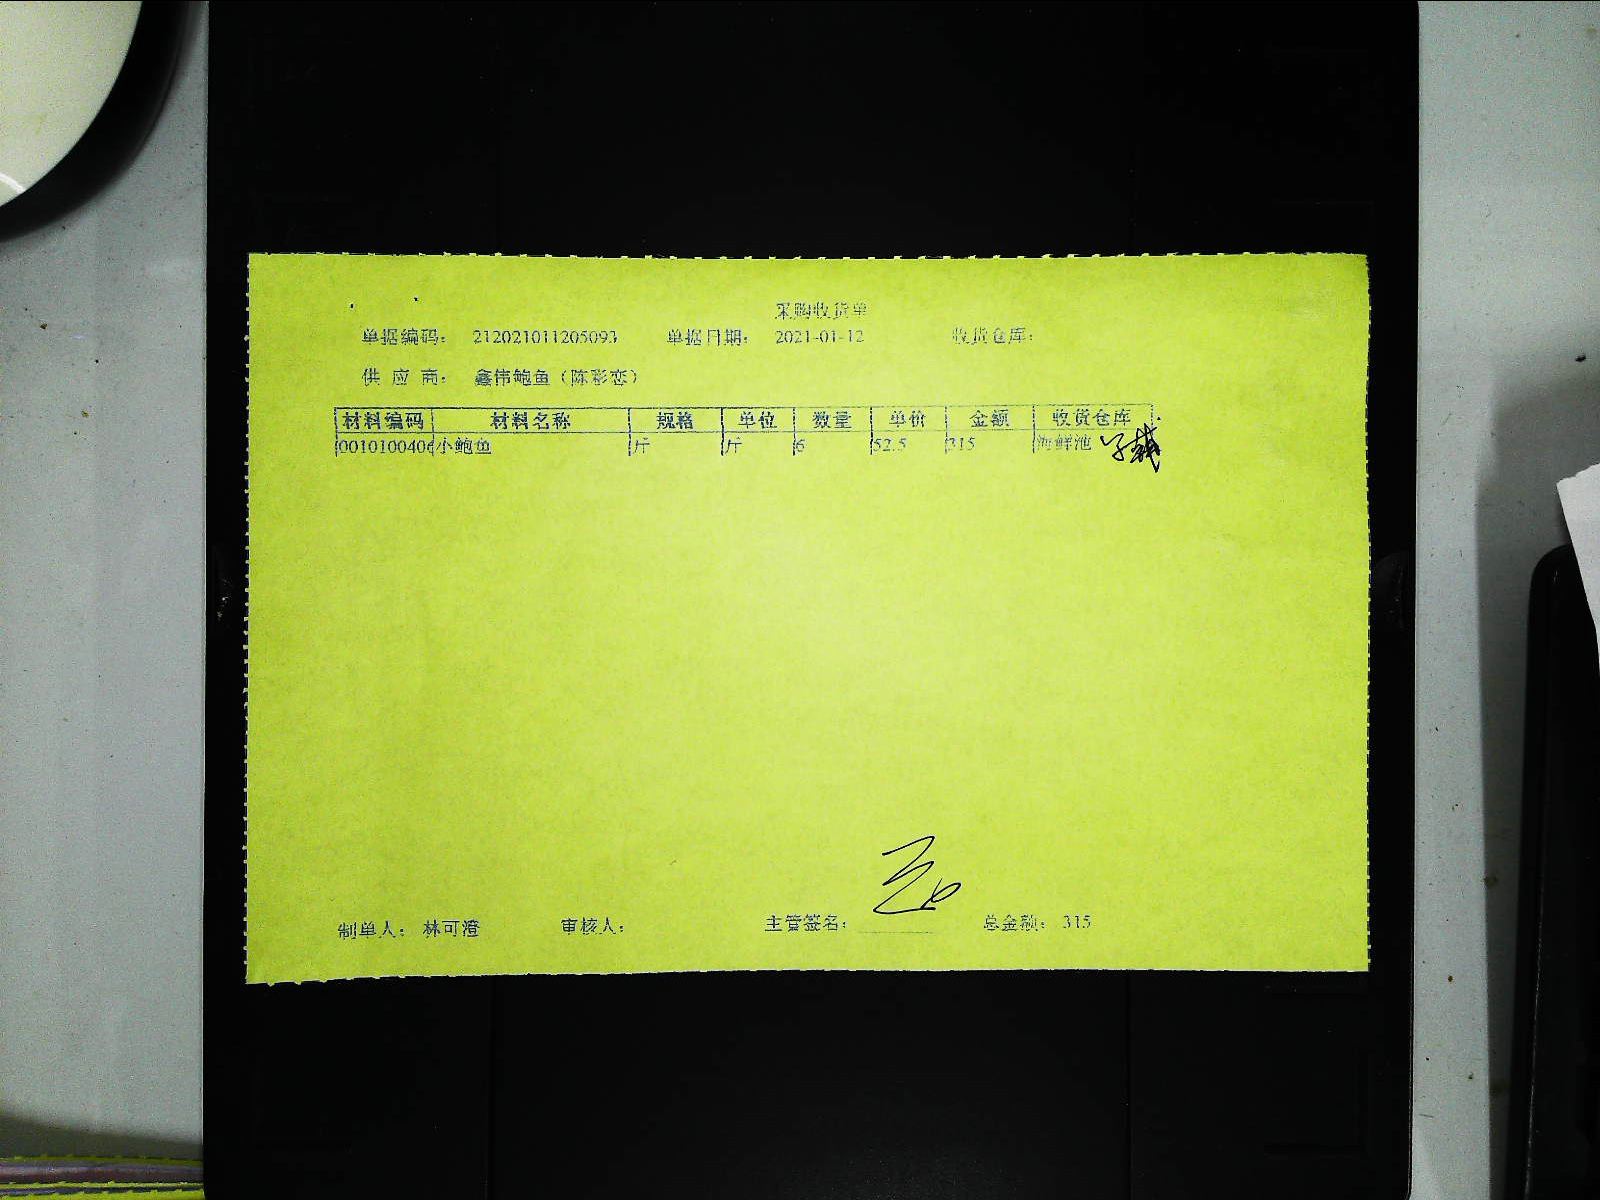 采购收货单
单据编码： 212021011205093 单据日期： 2021-01-12 收货仓库：
供 应 商： 鑫伟鲍鱼（陈彩恋）
材料编码 材料名称 规格 单位 数量 单价 金额 收货仓库
0010100406 小鲍鱼 斤 斤 6 52.5 315 海鲜池
制单人： 林可澄 审核人： 主管签名： 总金额： 315